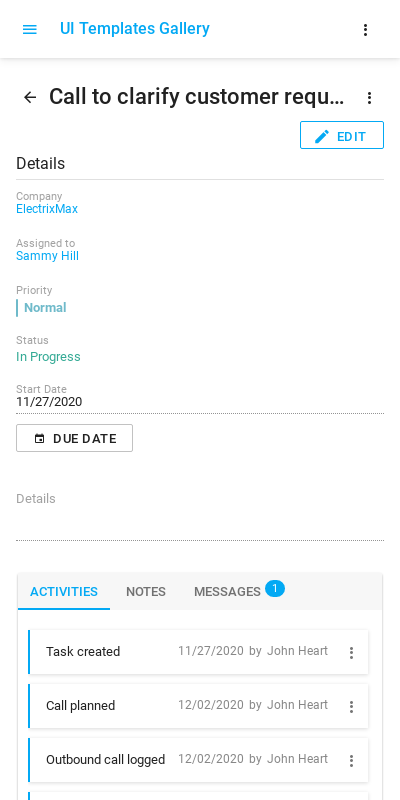 UI Templates Gallery
Call to clarify customer requ...
EDIT
Details
Company
ElectrixMax
Assigned to
Sammy Hill
Priority
Normal
Status
In Progress
Start Date
11/27/2020
DUE DATE
Details
ACTIVITIES NOTES MESSAGES 1
Task created 11/27/2020 by John Heart
Call planned 12/02/2020 by John Heart
Outbound call logged 12/02/2020 by John Heart